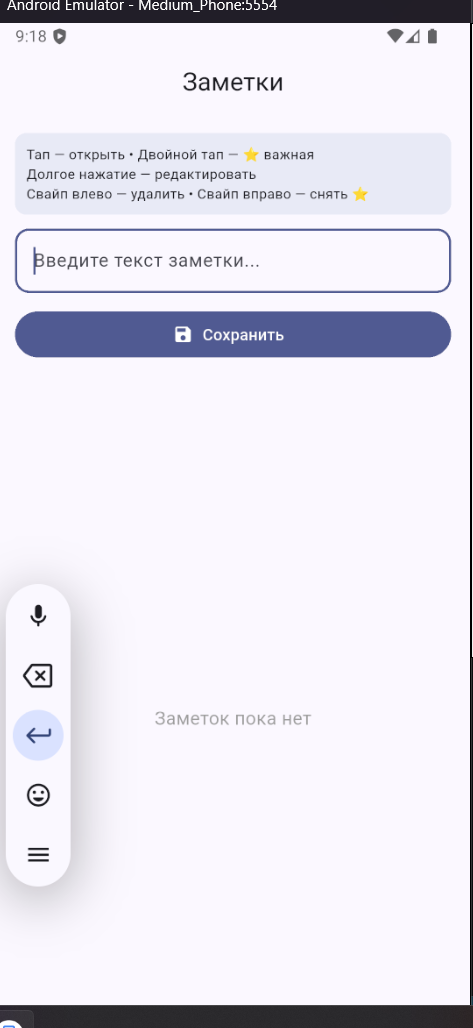 Android Emulator - Medium_Phone:5554
9:18
Заметки
Тап — открыть • Двойной тап — ⭐ важная
Долгое нажатие — редактировать
Свайп влево — удалить • Свайп вправо — снять ⭐
Введите текст заметки...
Сохранить
Заметок пока нет